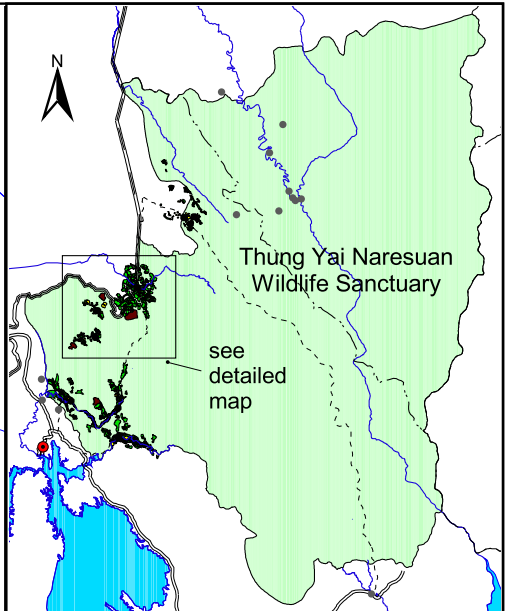 N
Thung Yai Naresuan
Wildlife Sanctuary
see
detailed
map